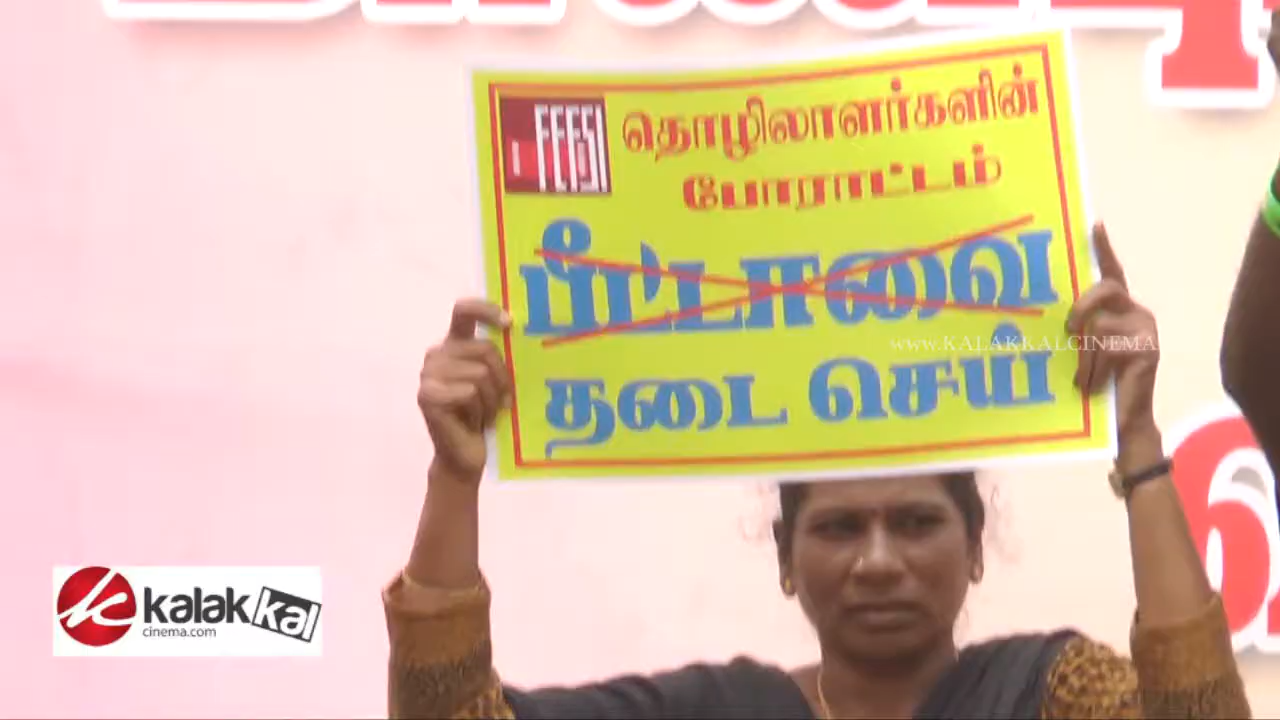 FEFSI தொழிலாளர்களின்
போராட்டம்
பீட்டாவை
தடை செய்
www.KALAKKALCINEMA
kalakkal
cinema.com